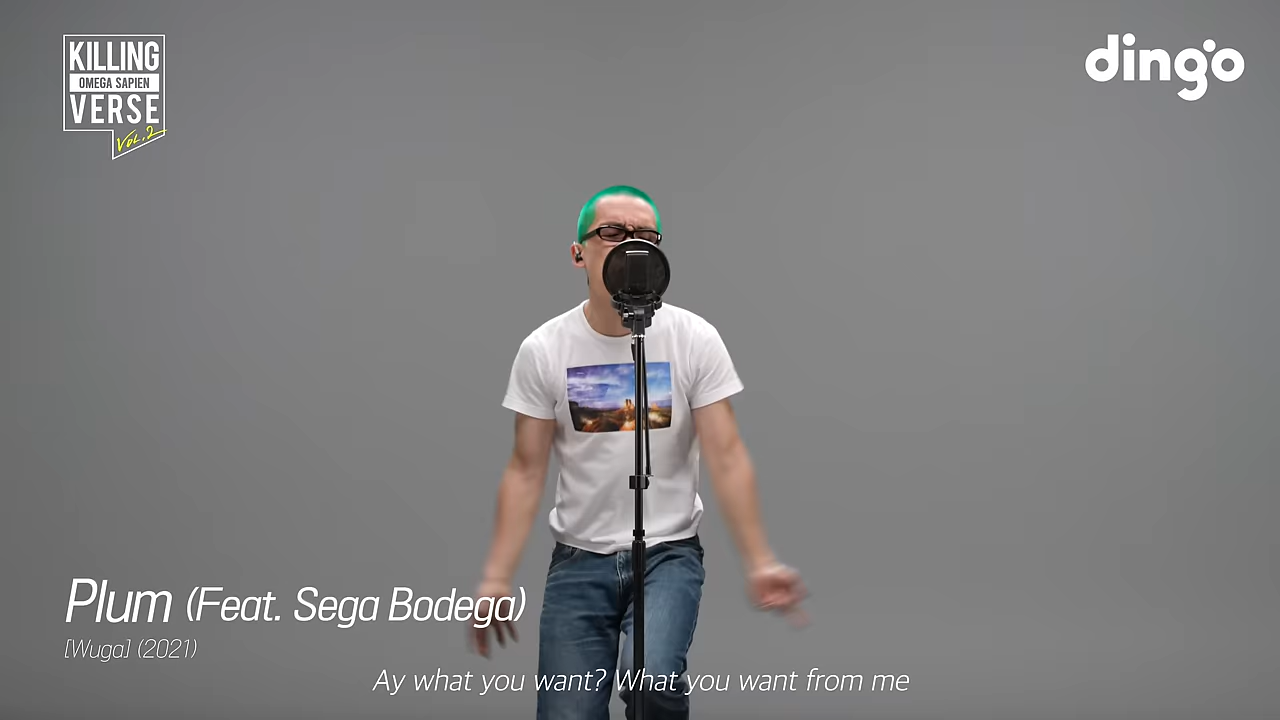 KILLING
OMEGA SAPIEN
VERSE
Vol.2
dingo
Plum (Feat. Sega Bodega)
[Wuga] (2021)
Ay what you want? What you want from me